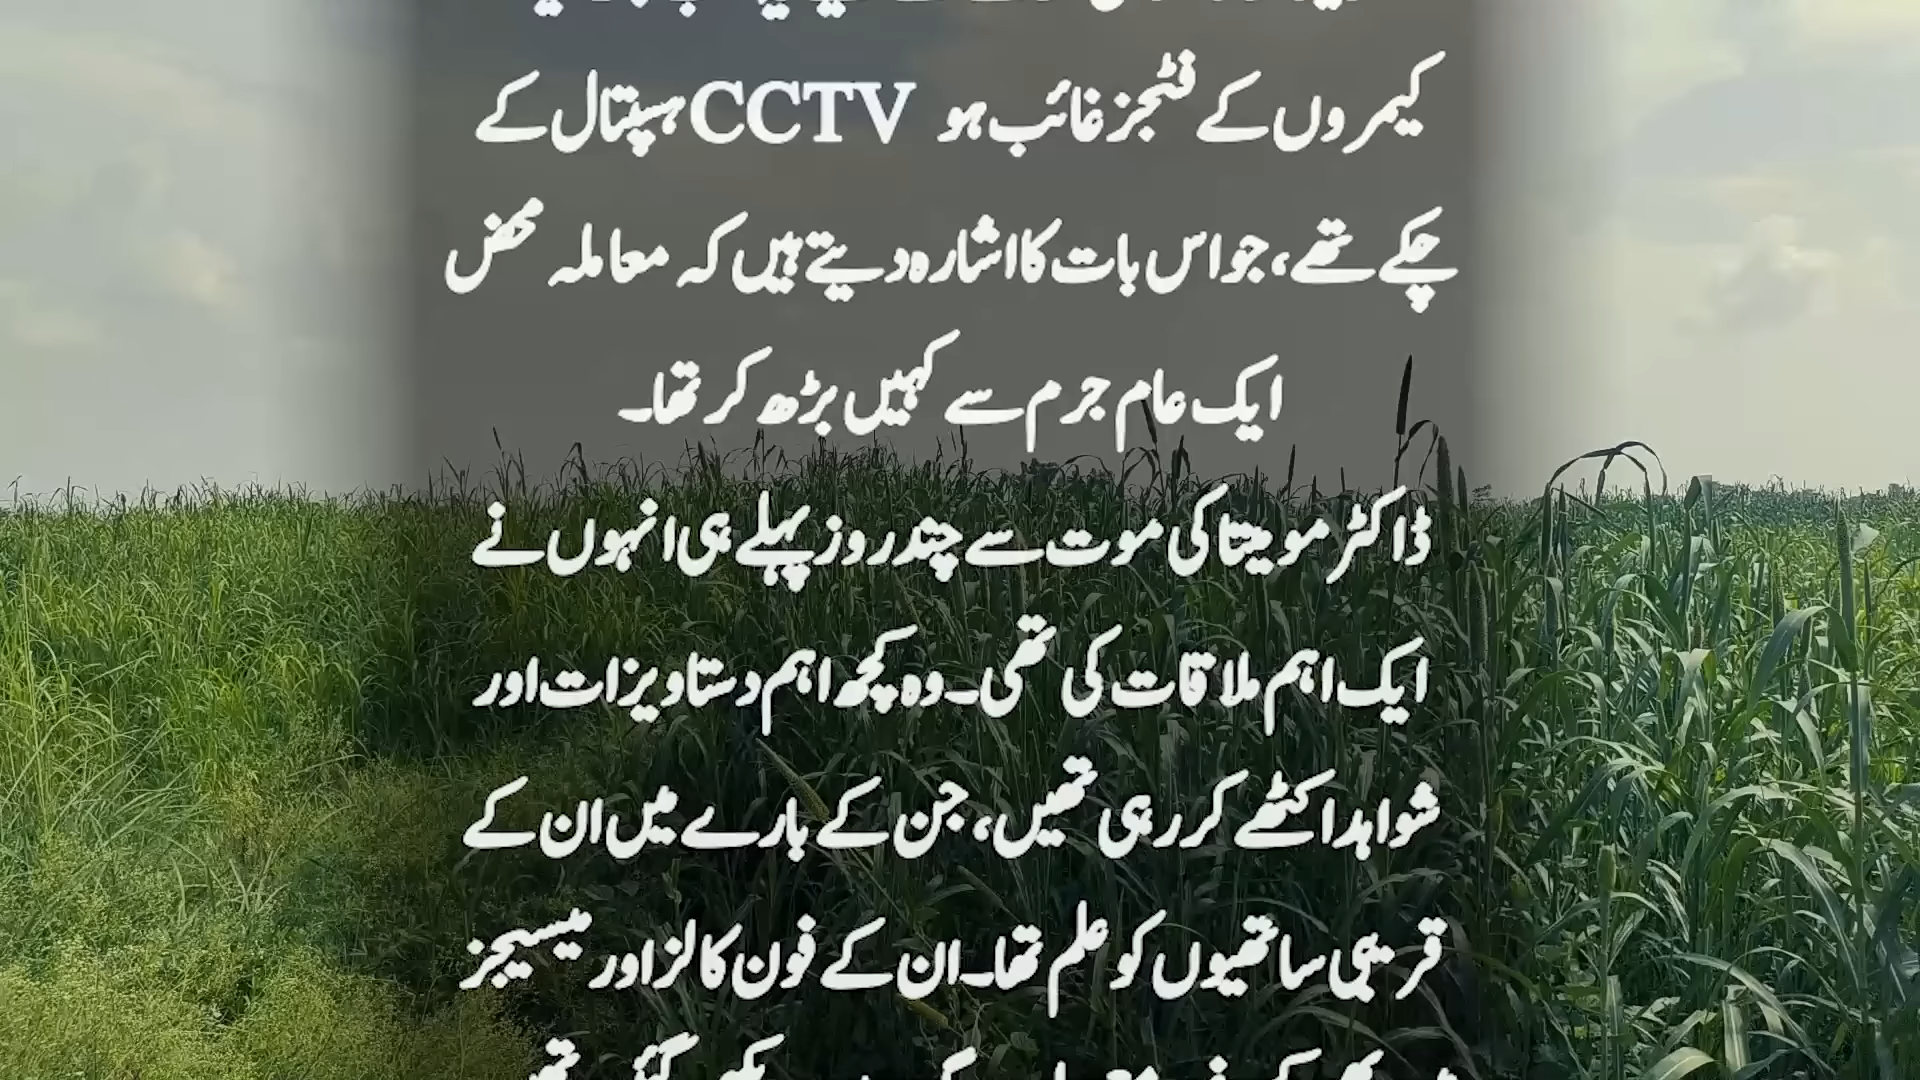 کیمروں کے فٹیجز غائب ہو CCTV ہسپتال کے
چکے تھے، جو اس بات کا اشارہ دیتے ہیں کہ معاملہ محض
ایک عام جرم سے کہیں بڑھ کر تھا۔
ڈاکٹر مومیتا کی موت سے چند روز پہلے ہی انہوں نے
ایک اہم ملاقات کی تھی۔ وہ کچھ اہم دستاویزات اور
شواہد اکٹھے کر رہی تھیں، جن کے بارے میں ان کے
قریبی ساتھیوں کو علم تھا۔ ان کے فون کالز اور میسیجز